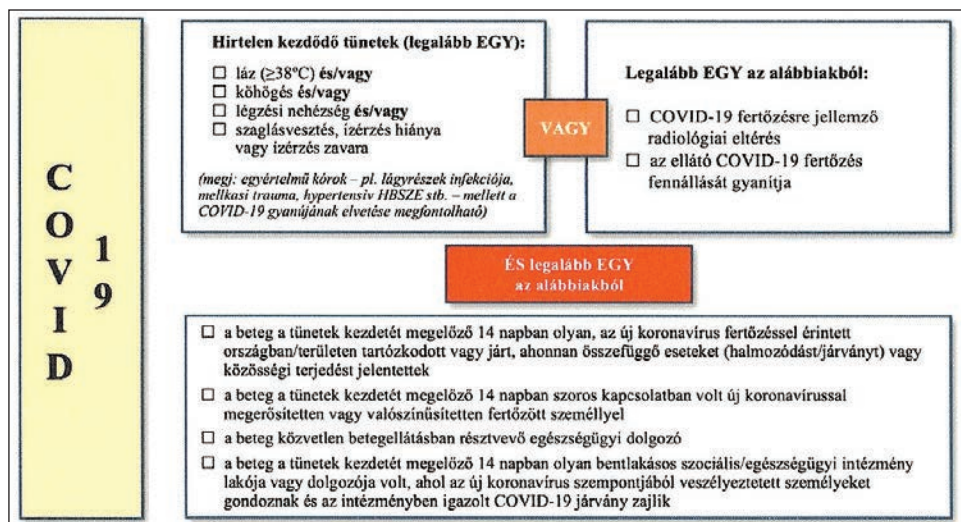 COVID
19
Hirtelen kezdődő tünetek (legalább EGY):
☐ láz (≥38°C) és/vagy
☐ köhögés és/vagy
☐ légzési nehézség és/vagy
☐ szaglásvesztés, ízérzés hiánya
vagy ízérzés zavara
(megj: egyértelmű kórok – pl. lágyrészek infekciója,
mellkasi trauma, hypertensiv HBSZE stb. – mellett a
COVID-19 gyanújának elvetése megfontolható)
VAGY
Legalább EGY az alábbiakból:
☐ COVID-19 fertőzésre jellemző
radiológiai eltérés
☐ az ellátó COVID-19 fertőzés
fennállását gyanítja
ÉS legalább EGY
az alábbiakból
☐ a beteg a tünetek kezdetét megelőző 14 napban olyan, az új koronavírus fertőzéssel érintett
országban/területen tartózkodott vagy járt, ahonnan összefüggő eseteket (halmozódást/járványt) vagy
közösségi terjedést jelentettek
☐ a beteg a tünetek kezdetét megelőző 14 napban szoros kapcsolatban volt új koronavírussal
megerősítetten vagy valószínűsítetten fertőzött személlyel
☐ a beteg közvetlen betegellátásban résztvevő egészségügyi dolgozó
☐ a beteg a tünetek kezdetét megelőző 14 napban olyan bentlakásos szociális/egészségügyi intézmény
lakója vagy dolgozója volt, ahol az új koronavírus szempontjából veszélyeztetett személyeket
gondoznak és az intézményben igazolt COVID-19 járvány zajlik